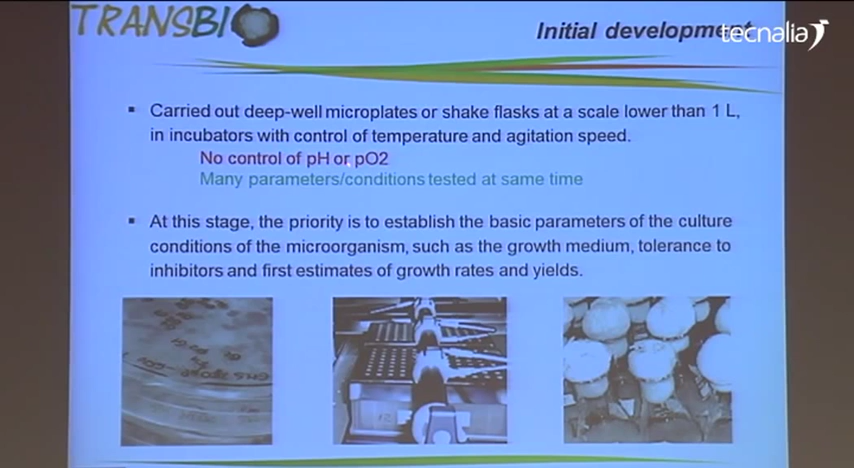 TRANSBIO
Initial development
tecnalia
▪ Carried out deep-well microplates or shake flasks at a scale lower than 1 L,
in incubators with control of temperature and agitation speed.
No control of pH or pO2
Many parameters/conditions tested at same time
▪ At this stage, the priority is to establish the basic parameters of the culture
conditions of the microorganism, such as the growth medium, tolerance to
inhibitors and first estimates of growth rates and yields.